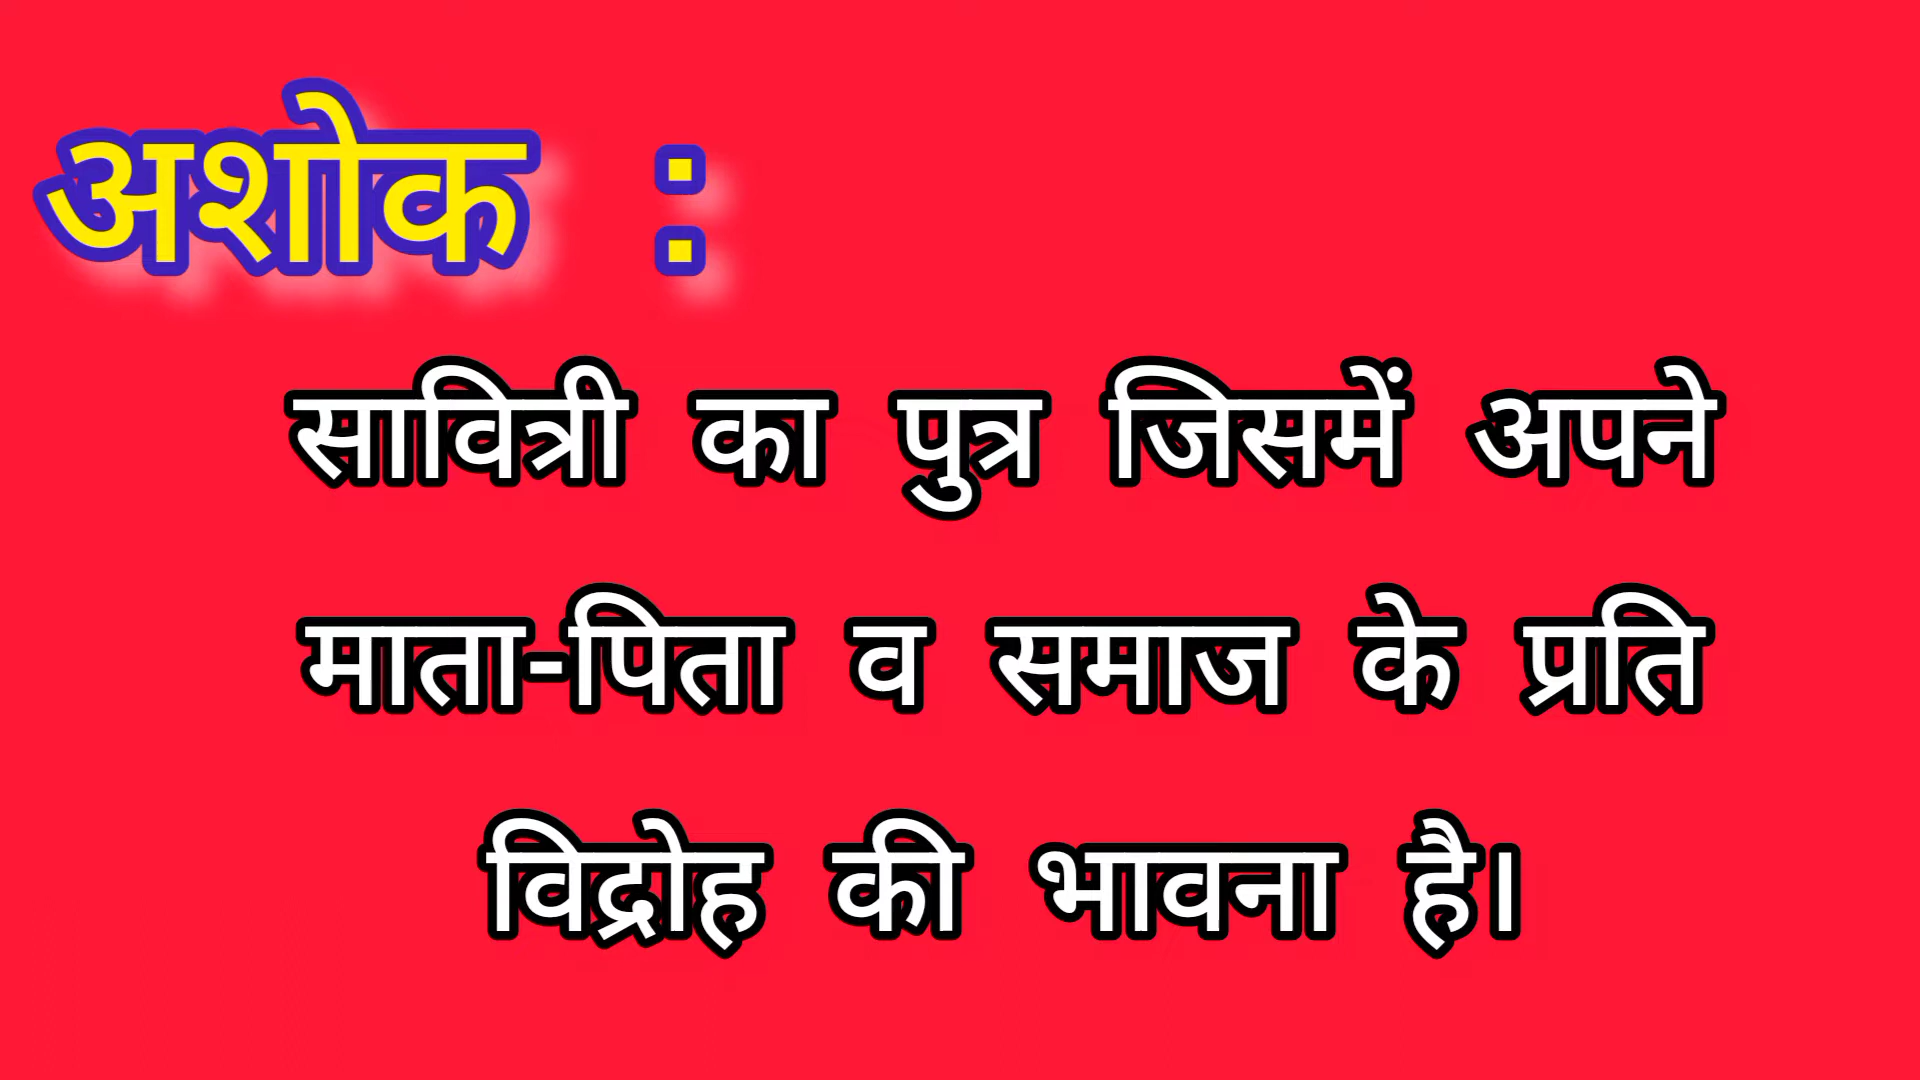 अशोक :
सावित्री का पुत्र जिसमें अपने
माता-पिता व समाज के प्रति
विद्रोह की भावना है।